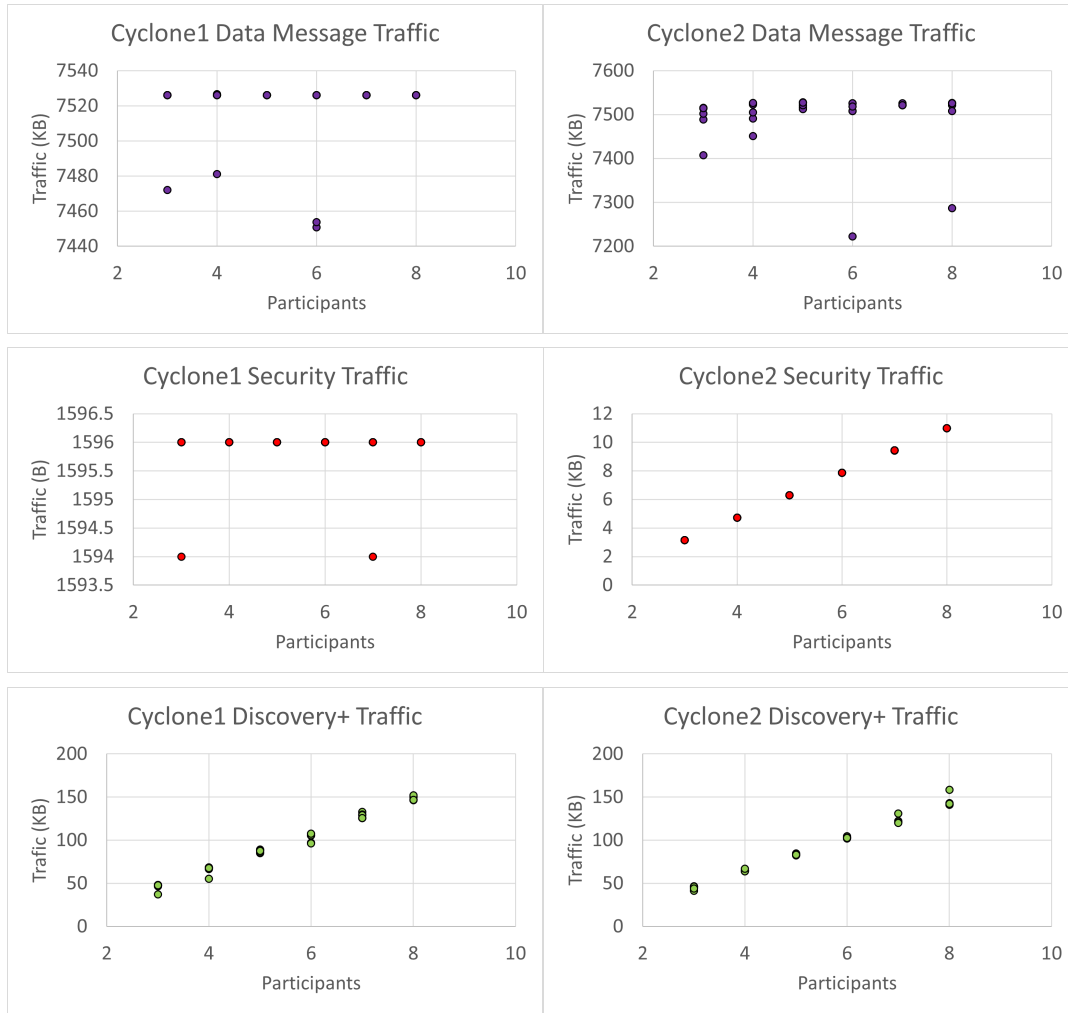 Cyclone1 Data Message Traffic
7540
7520
7500
7480
7460
7440
Traffic (KB)
2 4 6 8 10
Participants
Cyclone2 Data Message Traffic
7600
7500
7400
7300
7200
Traffic (KB)
2 4 6 8 10
Participants
Cyclone1 Security Traffic
1596.5
1596
1595.5
1595
1594.5
1594
1593.5
Traffic (B)
2 4 6 8 10
Participants
Cyclone2 Security Traffic
12
10
8
6
4
2
0
Traffic (KB)
2 4 6 8 10
Participants
Cyclone1 Discovery+ Traffic
200
150
100
50
0
Trafic (KB)
2 4 6 8 10
Participants
Cyclone2 Discovery+ Traffic
200
150
100
50
0
Traffic (KB)
2 4 6 8 10
Participants